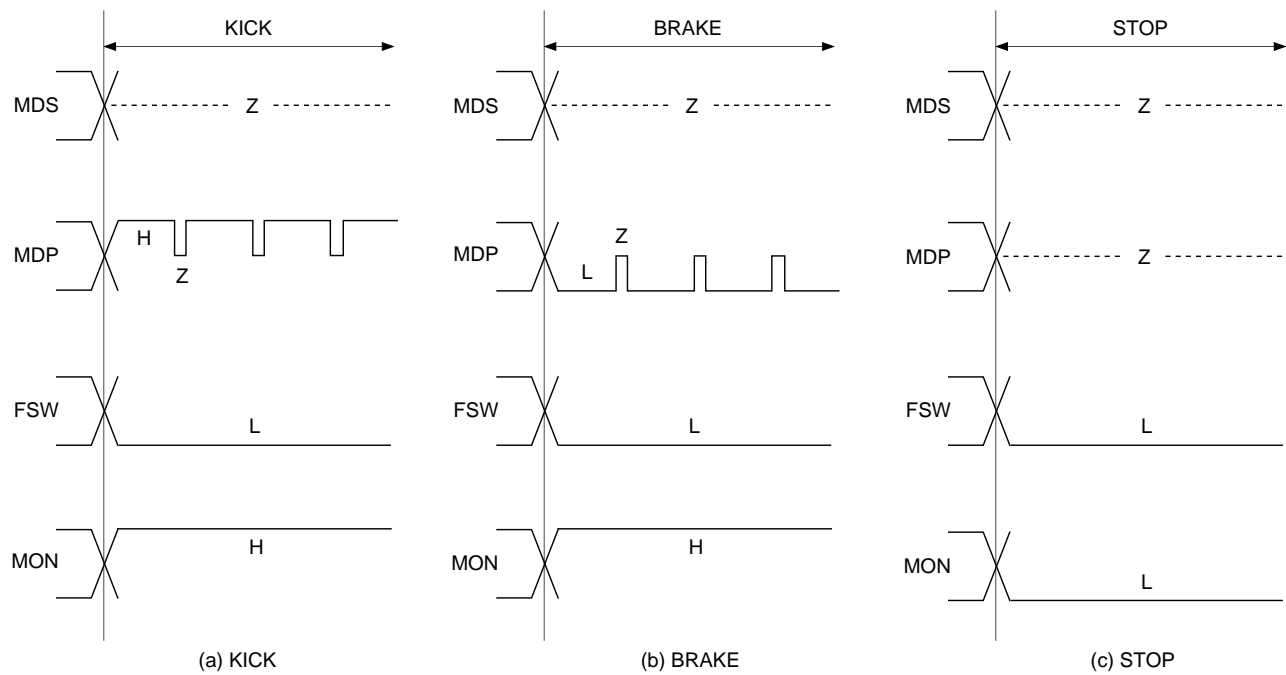 KICK
MDS
Z
MDP
H
Z
FSW
L
MON
H
(a) KICK
BRAKE
MDS
Z
MDP
Z
L
FSW
L
MON
H
(b) BRAKE
STOP
MDS
Z
MDP
Z
FSW
L
MON
L
(c) STOP